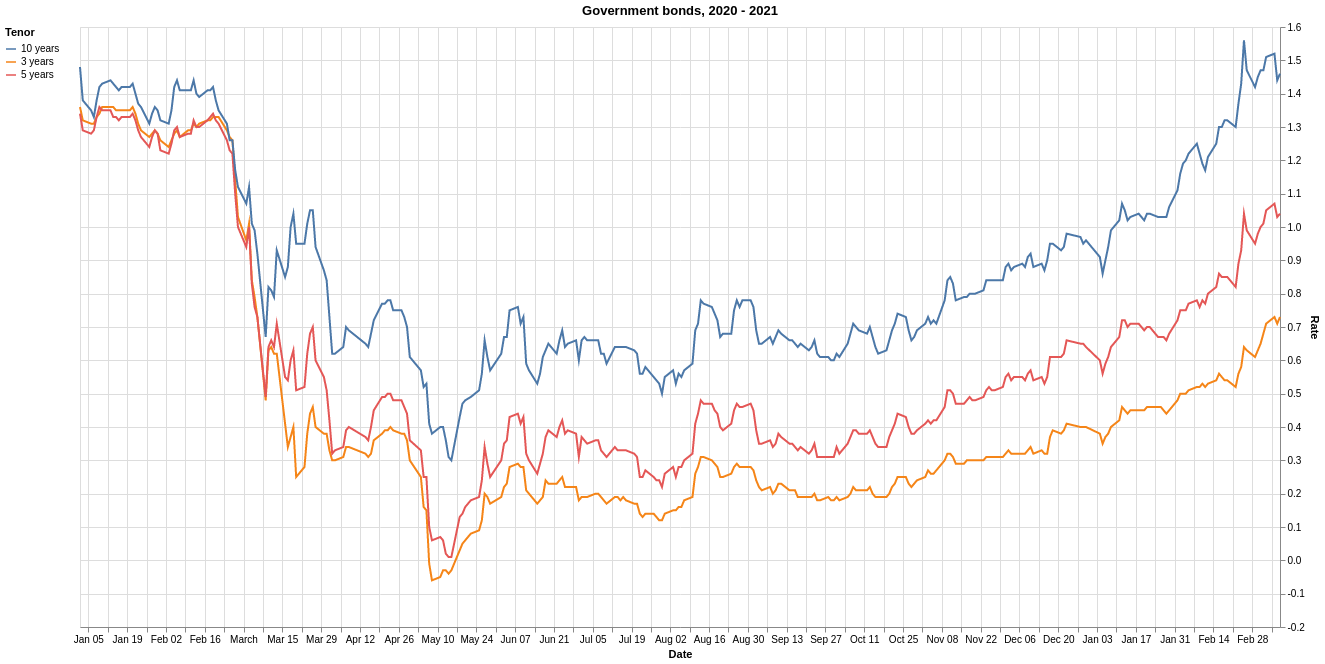 Government bonds, 2020 - 2021
Tenor
10 years
3 years
5 years
1.6
1.5
1.4
1.3
1.2
1.1
1.0
0.9
0.8
0.7
0.6
0.5
0.4
0.3
0.2
0.1
0.0
-0.1
-0.2
Rate
Jan 05 Jan 19 Feb 02 Feb 16 March Mar 15 Mar 29 Apr 12 Apr 26 May 10 May 24 Jun 07 Jun 21 Jul 05 Jul 19 Aug 02 Aug 16 Aug 30 Sep 13 Sep 27 Oct 11 Oct 25 Nov 08 Nov 22 Dec 06 Dec 20 Jan 03 Jan 17 Jan 31 Feb 14 Feb 28
Date